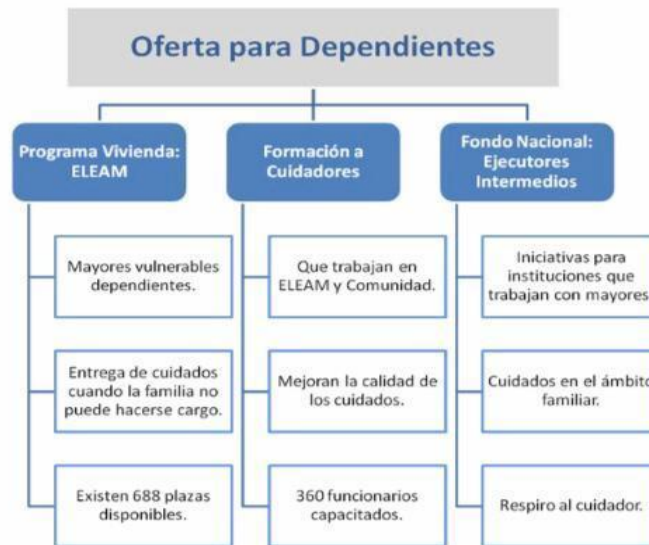 Oferta para Dependientes
Programa Vivienda:
ELEAM
Mayores vulnerables
dependientes.
Entrega de cuidados
cuando la familia no
puede hacerse cargo.
Existen 688 plazas
disponibles.
Formación a
Cuidadores
Que trabajan en
ELEAM y Comunidad.
Mejoran la calidad de
los cuidados.
360 funcionarios
capacitados.
Fondo Nacional:
Ejecutores
Intermedios
Iniciativas para
instituciones que
trabajan con mayores
Cuidados en el ámbito
familiar.
Respiro al cuidador.